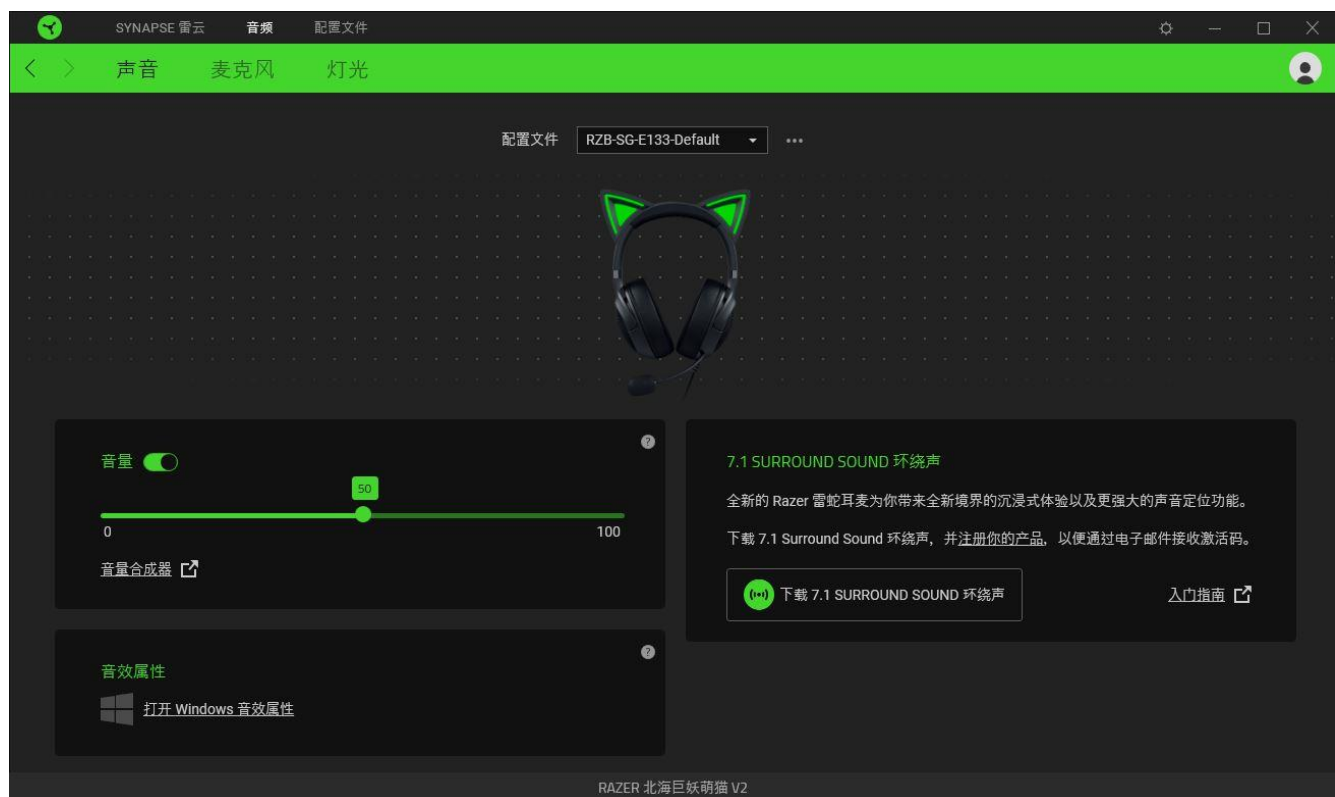 SYNAPSE 雷云 音频 配置文件
声音 麦克风 灯光
配置文件 RZB-SG-E133-Default
音量
50
0 100
音量合成器
音效属性
打开 Windows 音效属性
7.1 SURROUND SOUND 环绕声
全新的 Razer 雷蛇耳麦为你带来全新境界的沉浸式体验以及更强大的声音定位功能。
下载 7.1 Surround Sound 环绕声，并注册你的产品，以便通过电子邮件接收激活码。
下载 7.1 SURROUND SOUND 环绕声 入门指南
RAZER 北海巨妖萌猫 V2